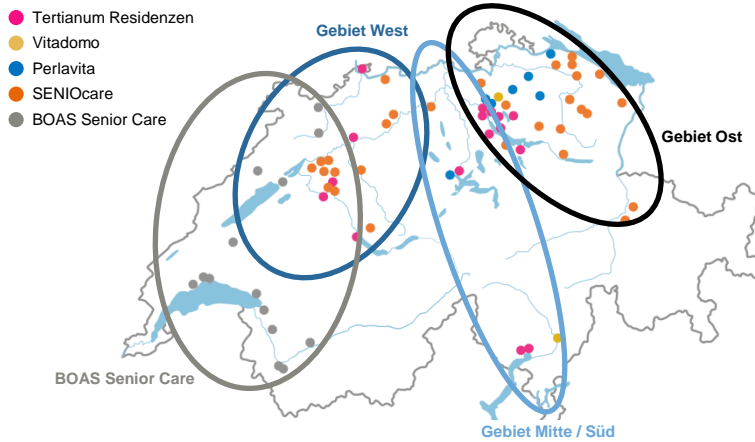 Tertianum Residenzen
Vitadomo
Perlavita
SENIOcare
BOAS Senior Care
Gebiet West
Gebiet Ost
BOAS Senior Care
Gebiet Mitte / Süd